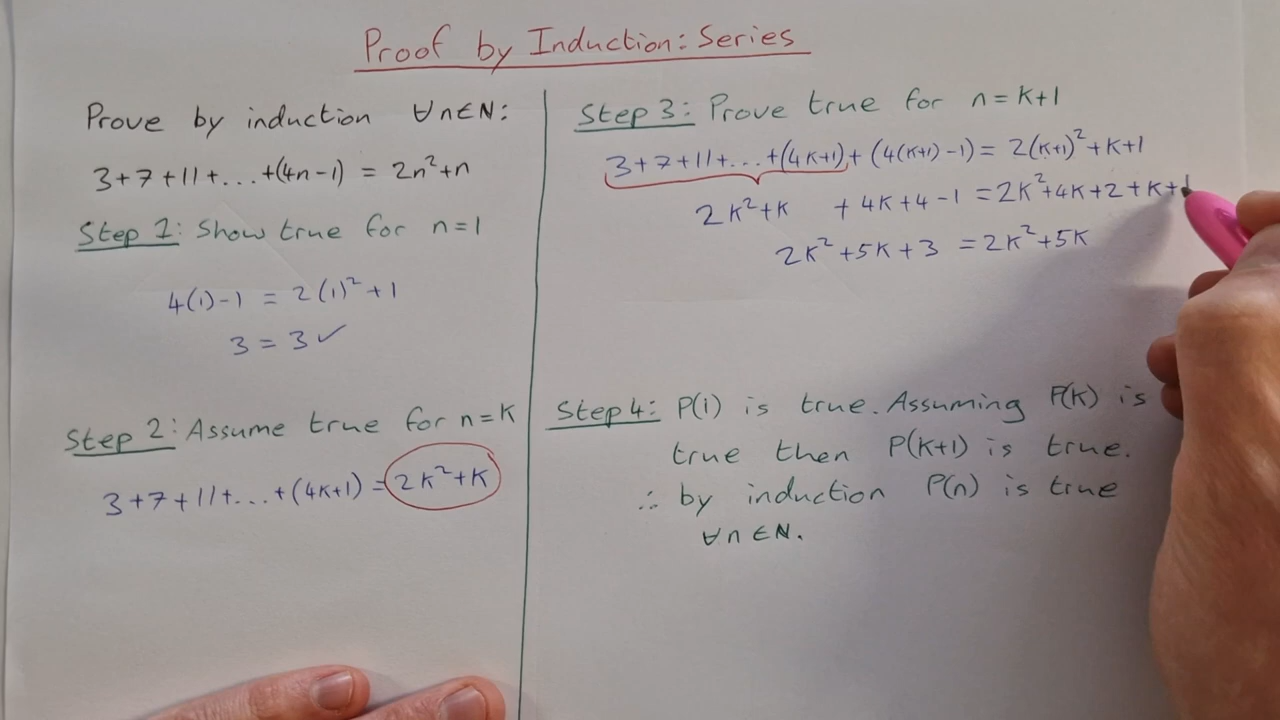 Proof by Induction: Series
Prove by induction ∀n∈ℕ:
3+7+11+...+(4n-1) = 2n²+n
Step 1: Show true for n=1
4(1)-1 = 2(1)²+1
3 = 3 ✓
Step 2: Assume true for n=K
3+7+11+...+(4K+1) = 2K²+K
Step 3: Prove true for n=K+1
3+7+11+...+(4K+1)+(4(K+1)-1) = 2(K+1)²+K+1
2K²+K +4K+4-1 = 2K²+4K+2+K+1
2K²+5K+3 = 2K²+5K
Step 4: P(1) is true. Assuming P(K) is
true then P(K+1) is true.
∴ by induction P(n) is true
∀n∈ℕ.